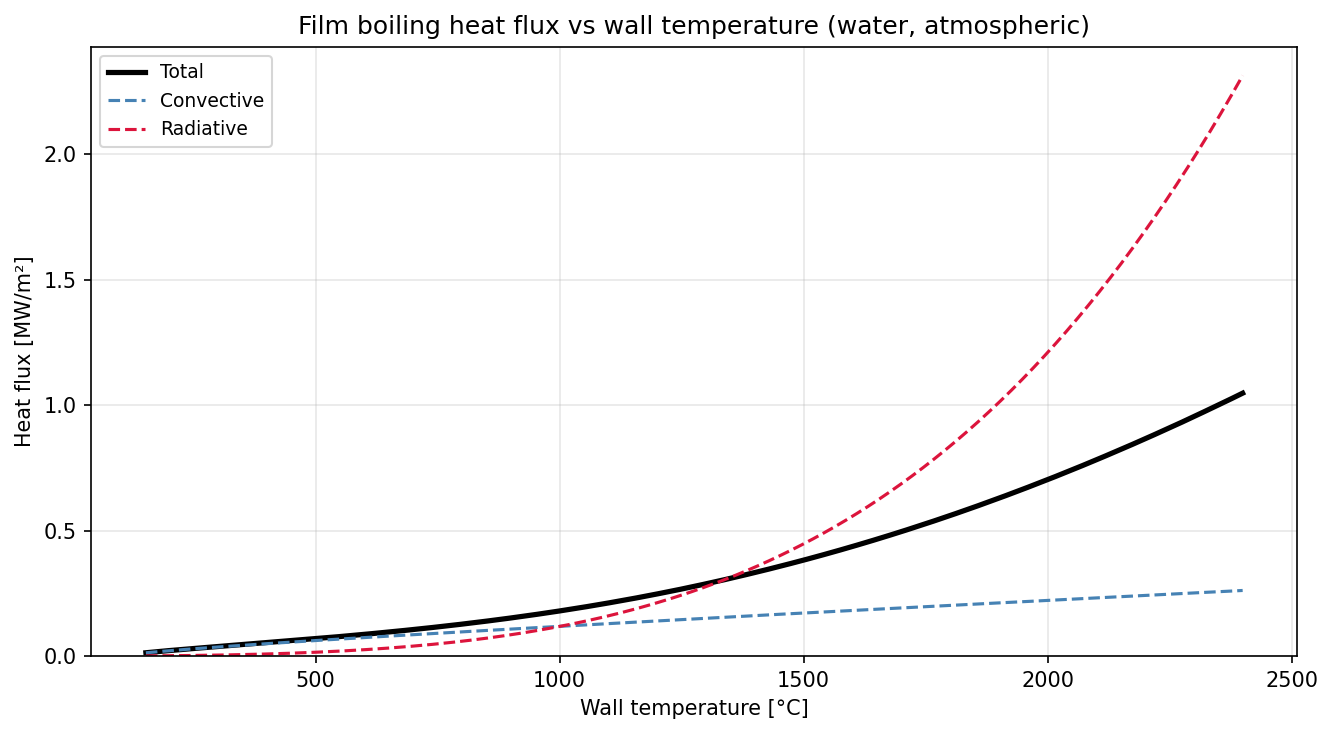 Film boiling heat flux vs wall temperature (water, atmospheric)
Total
Convective
Radiative
Heat flux [MW/m²]
2.0
1.5
1.0
0.5
0.0
500
1000
1500
2000
2500
Wall temperature [°C]